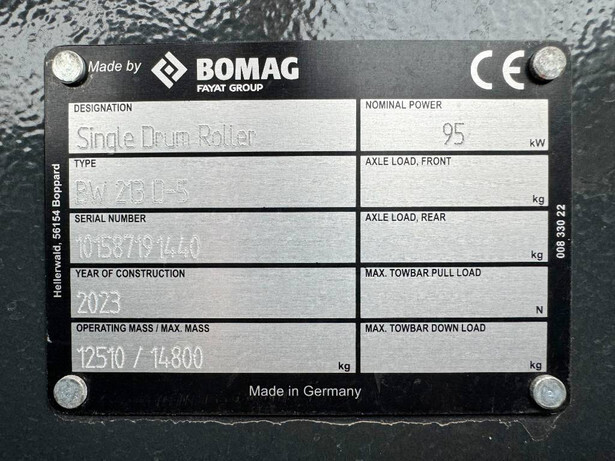 Made by BOMAG CE
FAYAT GROUP
DESIGNATION
Single Drum Roller
NOMINAL POWER
95 kW
TYPE
BW 213 D-5
AXLE LOAD, FRONT
kg
SERIAL NUMBER
101587191440
AXLE LOAD, REAR
kg
YEAR OF CONSTRUCTION
2023
MAX. TOWBAR PULL LOAD
N
OPERATING MASS / MAX. MASS
12510 / 14800 kg
MAX. TOWBAR DOWN LOAD
kg
Made in Germany
Hellerwald, 56154 Boppard
008 330 22